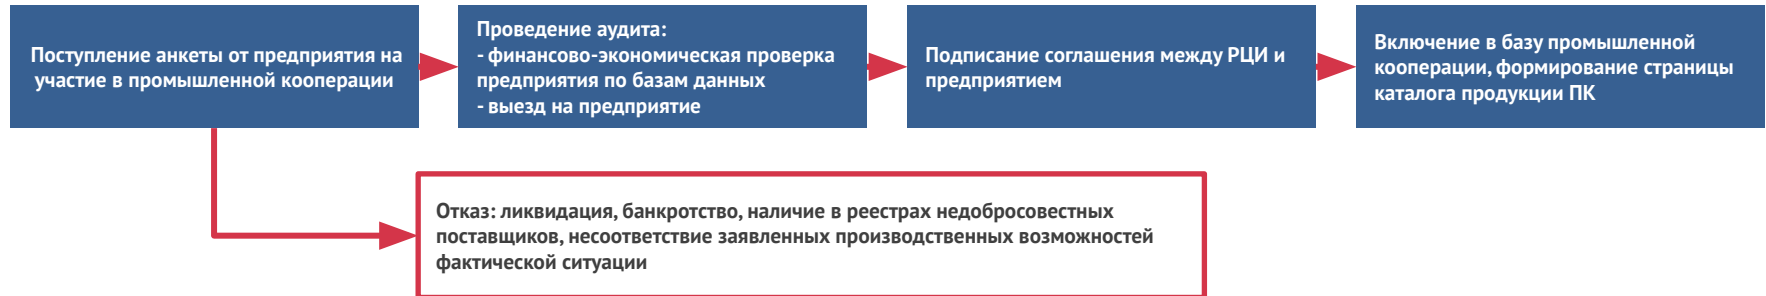 Поступление анкеты от предприятия на
участие в промышленной кооперации
Проведение аудита:
- финансово-экономическая проверка
предприятия по базам данных
- выезд на предприятие
Подписание соглашения между РЦИ и
предприятием
Включение в базу промышленной
кооперации, формирование страницы
каталога продукции ПК
Отказ: ликвидация, банкротство, наличие в реестрах недобросовестных
поставщиков, несоответствие заявленных производственных возможностей
фактической ситуации